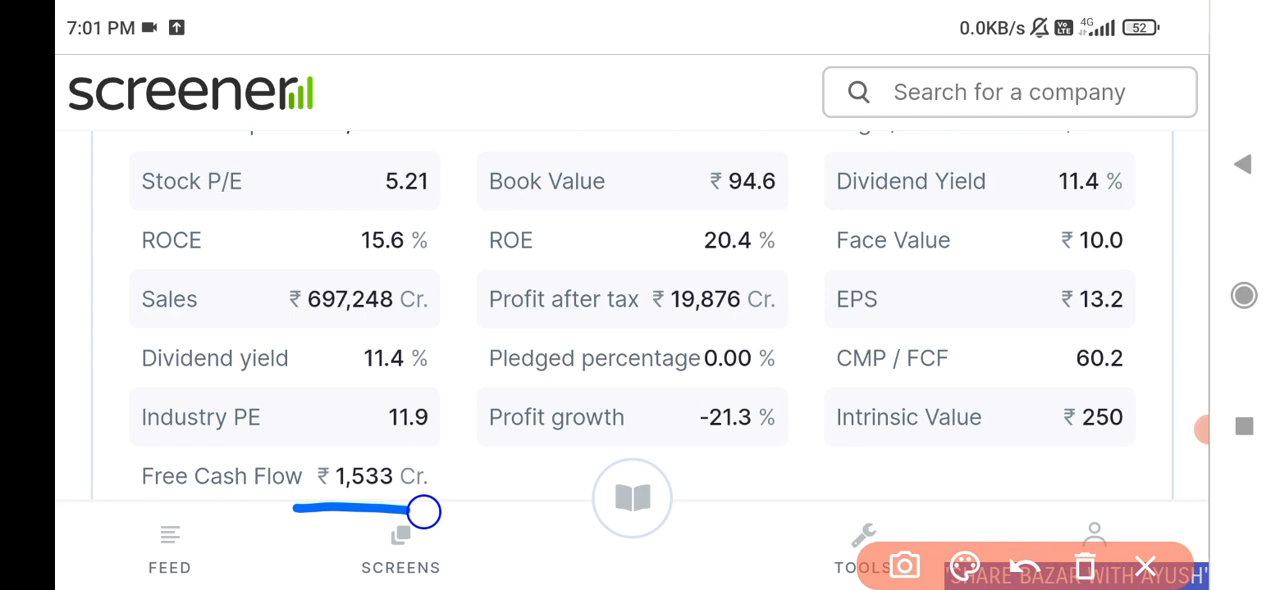 7:01 PM 0.0KB/s Vo LTE 4G 52
screener Search for a company
Stock P/E 5.21 Book Value ₹ 94.6 Dividend Yield 11.4 %
ROCE 15.6 % ROE 20.4 % Face Value ₹ 10.0
Sales ₹ 697,248 Cr. Profit after tax ₹ 19,876 Cr. EPS ₹ 13.2
Dividend yield 11.4 % Pledged percentage 0.00 % CMP / FCF 60.2
Industry PE 11.9 Profit growth -21.3 % Intrinsic Value ₹ 250
Free Cash Flow ₹ 1,533 Cr.
FEED SCREENS TOOLS
"SHARE BAZAR WITH AYUSH"